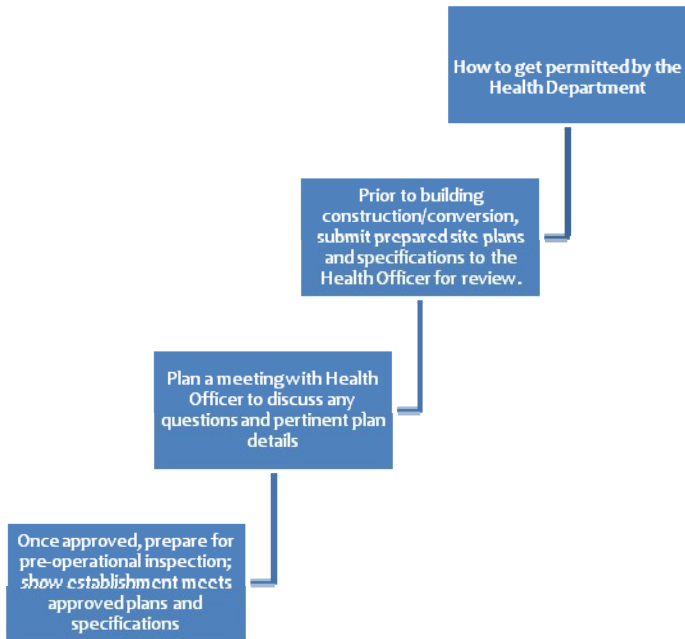 How to get permitted by the
Health Department
Prior to building
construction/conversion,
submit prepared site plans
and specifications to the
Health Officer for review.
Plan a meeting with Health
Officer to discuss any
questions and pertinent plan
details
Once approved, prepare for
pre-operational inspection;
show establishment meets
approved plans and
specifications